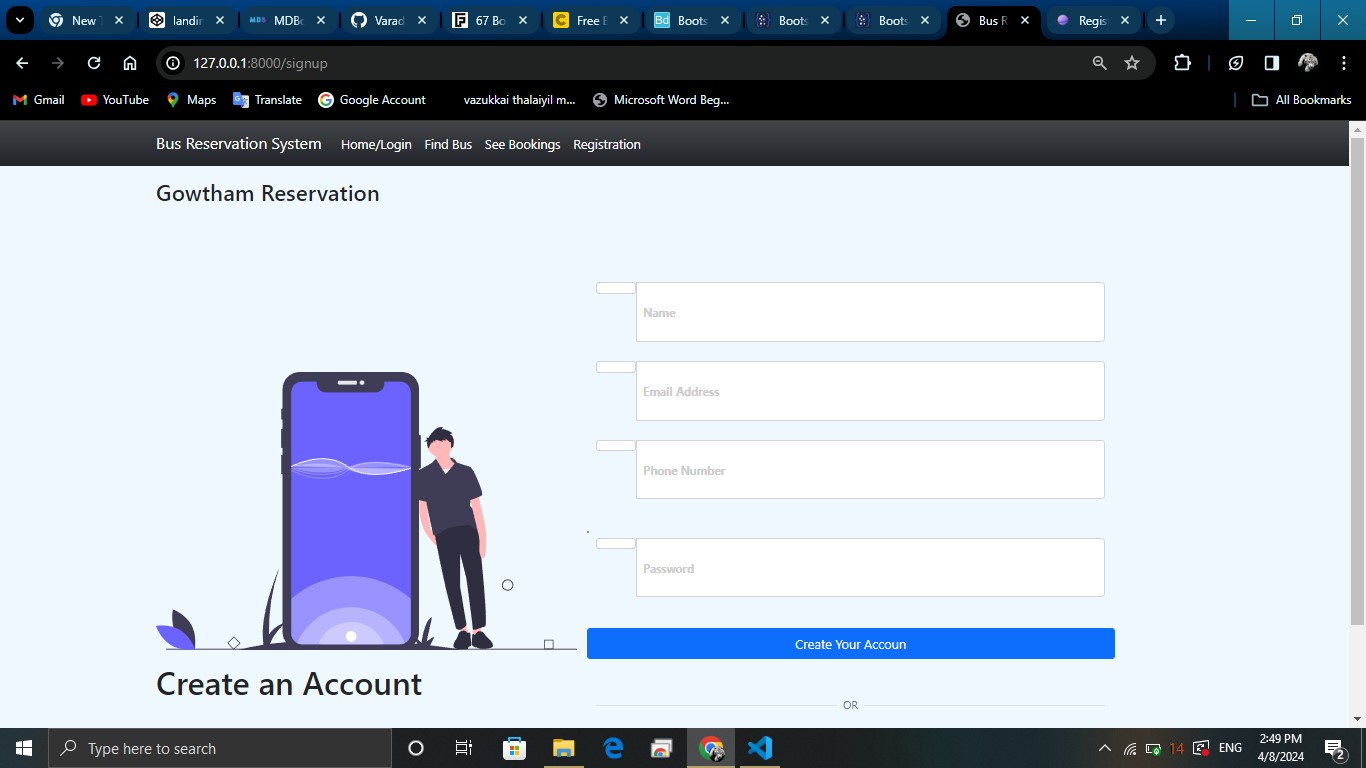 New T
landin
MDBo
Varad
67 Bo
Free B
Boots
Boots
Boots
Bus R
Regis
127.0.0.1:8000/signup
Gmail
YouTube
Maps
Translate
Google Account
vazukkai thalaiyil m...
Microsoft Word Beg...
All Bookmarks
Bus Reservation System
Home/Login
Find Bus
See Bookings
Registration
Gowtham Reservation
Name
Email Address
Phone Number
.
Password
Create Your Accoun
Create an Account
OR
Type here to search
14
ENG
2:49 PM
4/8/2024
2